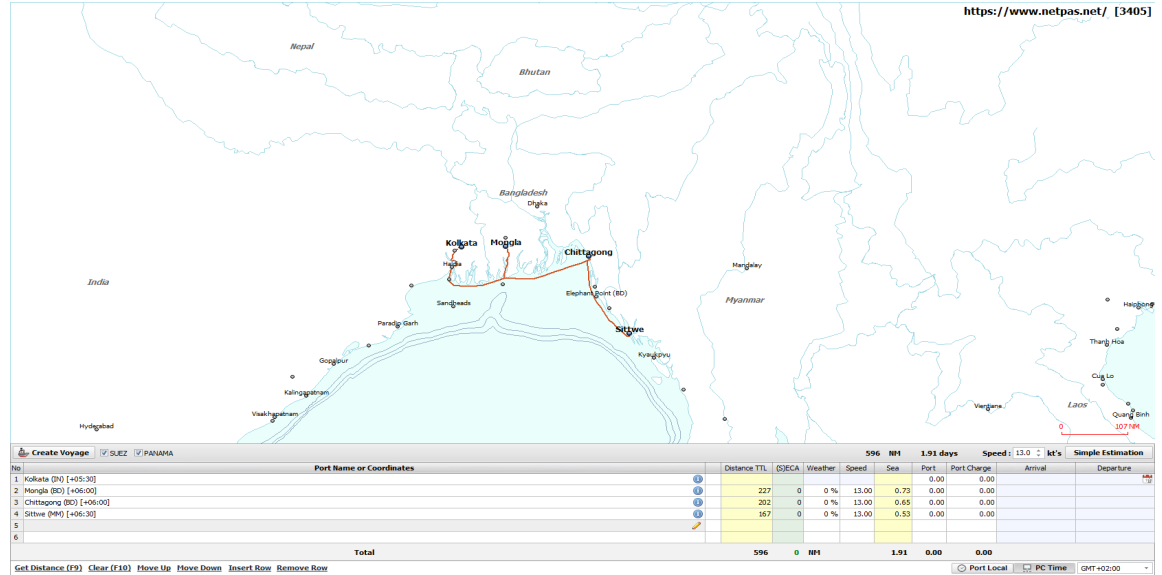 https://www.netpas.net/ [3405]
Nepal
Bhutan
Bangladesh
Dhaka
Kolkata
Mongla
Chittagong
Haldia
Mandalay
India
Elephant Point (BD)
Sandheads
Myanmar
Haiphong
Paradip Garh
Sittwe
Thanh Hoa
Kyaukpyu
Gopalpur
Cua Lo
Kalingapatnam
Laos
Vientiane
Visakhapatnam
Quang Binh
Hyderabad
0 107 NM
Create Voyage SUEZ PANAMA 596 NM 1.91 days Speed : 13.0 kt's Simple Estimation
No Port Name or Coordinates Distance TTL (S)ECA Weather Speed Sea Port Port Charge Arrival Departure
1 Kolkata (IN) [+05:30] 0.00 0.00
2 Mongla (BD) [+06:00] 227 0 0 % 13.00 0.73 0.00 0.00
3 Chittagong (BD) [+06:00] 202 0 0 % 13.00 0.65 0.00 0.00
4 Sittwe (MM) [+06:30] 167 0 0 % 13.00 0.53 0.00 0.00
5
6
Total 596 0 NM 1.91 0.00 0.00
Get Distance (F9) Clear (F10) Move Up Move Down Insert Row Remove Row Port Local PC Time GMT+02:00